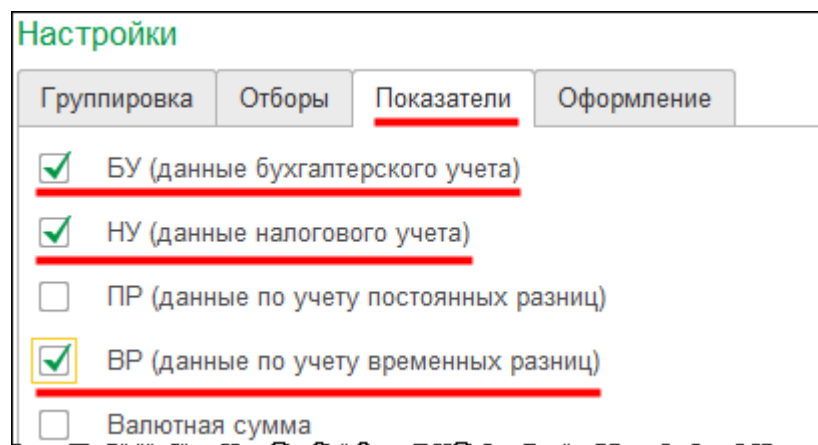 Настройки
Группировка Отборы Показатели Оформление
БУ (данные бухгалтерского учета)
НУ (данные налогового учета)
ПР (данные по учету постоянных разниц)
ВР (данные по учету временных разниц)
Валютная сумма